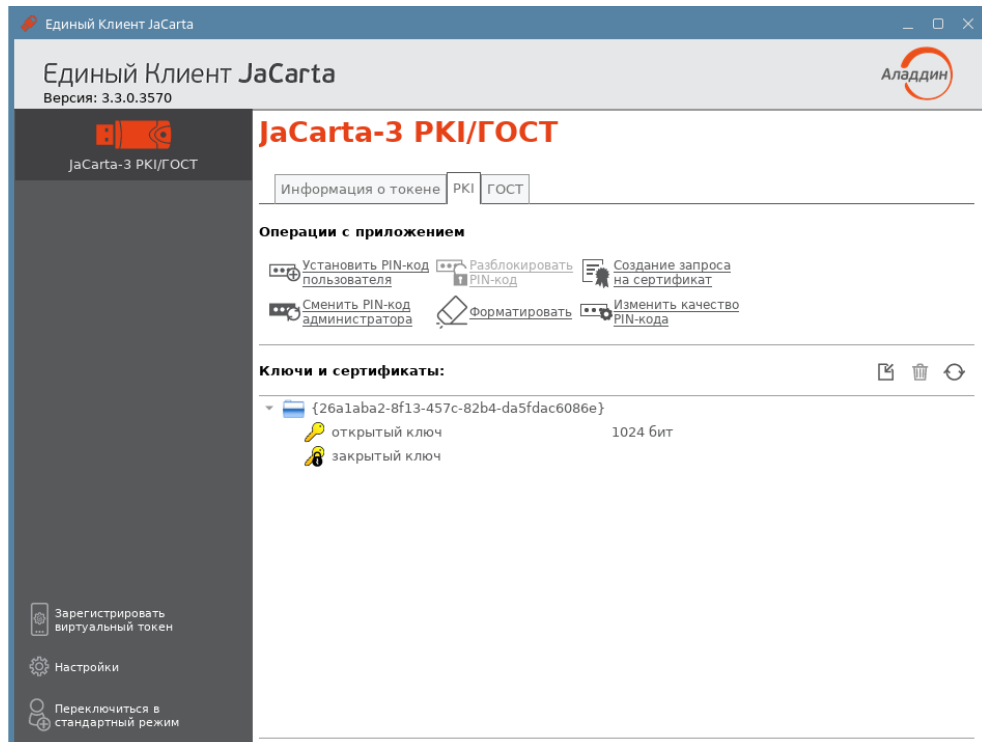 Единый Клиент JaCarta
Единый Клиент JaCarta
Версия: 3.3.0.3570
Аладдин
JaCarta-3 PKI/ГОСТ
JaCarta-3 PKI/ГОСТ
Информация о токене PKI ГОСТ
Операции с приложением
Установить PIN-код
пользователя
Разблокировать
PIN-код
Создание запроса
на сертификат
Сменить PIN-код
администратора
Форматировать
Изменить качество
PIN-кода
Ключи и сертификаты:
{26a1aba2-8f13-457c-82b4-da5fdac6086e}
открытый ключ 1024 бит
закрытый ключ
Зарегистрировать
виртуальный токен
Настройки
Переключиться в
стандартный режим